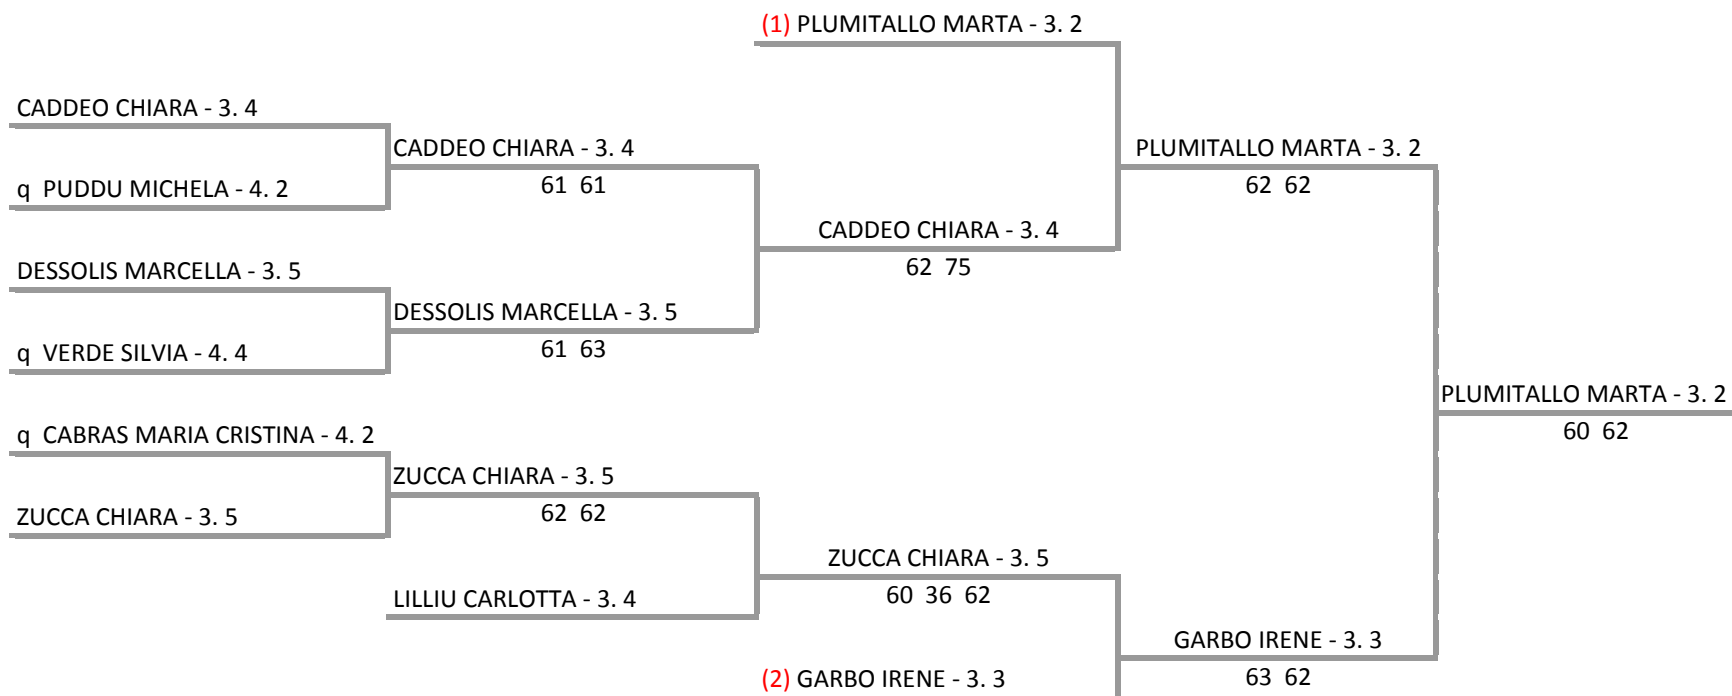 (1) PLUMITALLO MARTA - 3. 2
CADDEO CHIARA - 3. 4
CADDEO CHIARA - 3. 4
PLUMITALLO MARTA - 3. 2
q PUDDU MICHELA - 4. 2
61 61
62 62
CADDEO CHIARA - 3. 4
DESSOLIS MARCELLA - 3. 5
62 75
DESSOLIS MARCELLA - 3. 5
q VERDE SILVIA - 4. 4
61 63
PLUMITALLO MARTA - 3. 2
q CABRAS MARIA CRISTINA - 4. 2
60 62
ZUCCA CHIARA - 3. 5
ZUCCA CHIARA - 3. 5
62 62
ZUCCA CHIARA - 3. 5
LILLIU CARLOTTA - 3. 4
60 36 62
GARBO IRENE - 3. 3
(2) GARBO IRENE - 3. 3
63 62